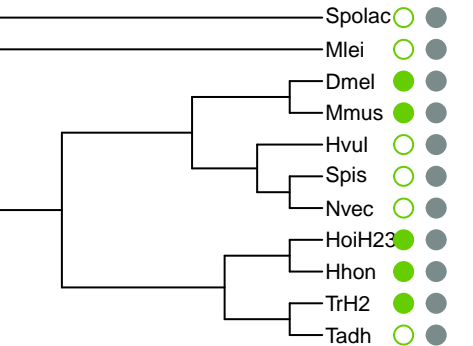 Spolac
Mlei
Dmel
Mmus
Hvul
Spis
Nvec
HoiH23
Hhon
TrH2
Tadh